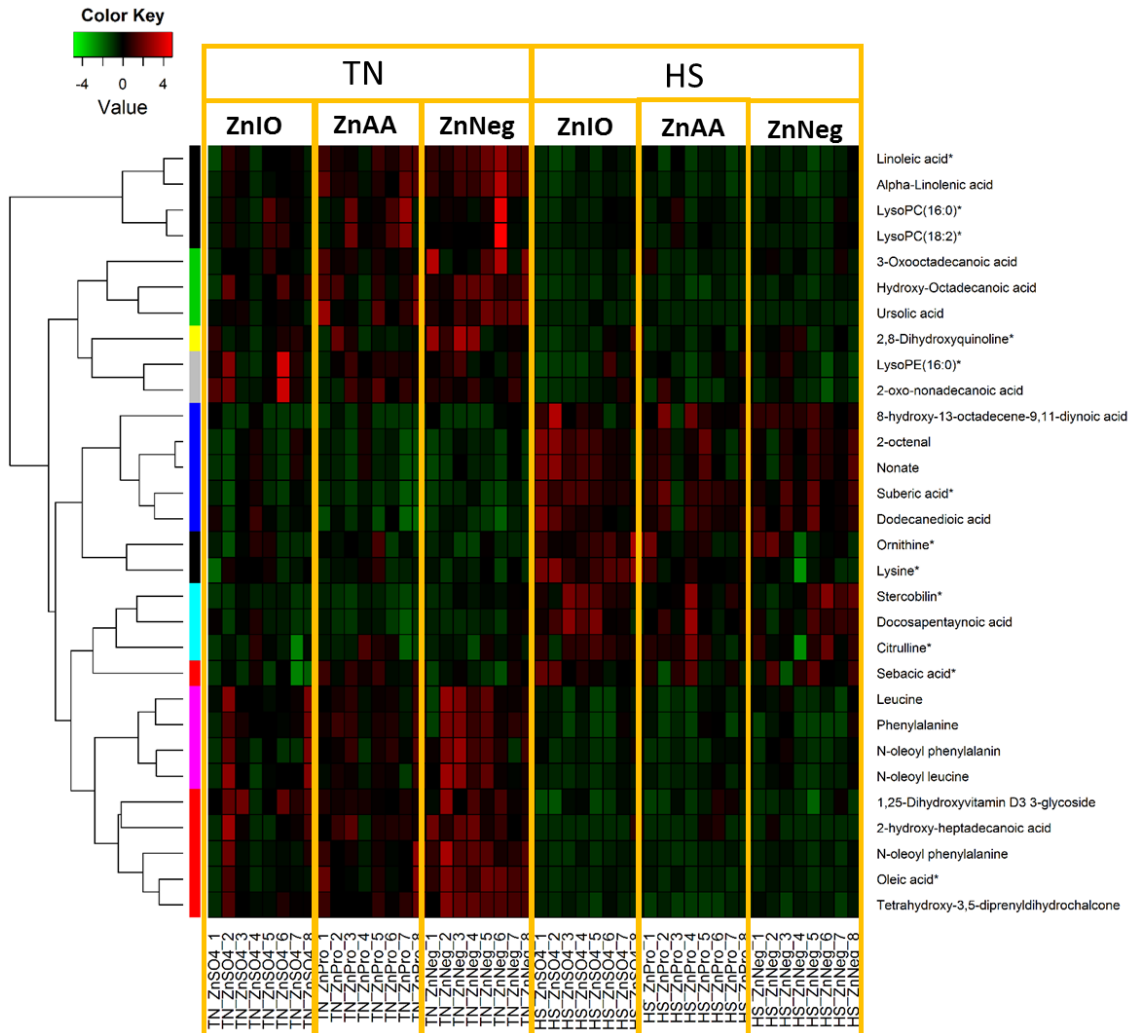 Color Key
-4 0 4
Value
TN HS
ZnIO ZnAA ZnNeg ZnIO ZnAA ZnNeg
Linoleic acid*
Alpha-Linolenic acid
LysoPC(16:0)*
LysoPC(18:2)*
3-Oxooctadecanoic acid
Hydroxy-Octadecanoic acid
Ursolic acid
2,8-Dihydroxyquinoline*
LysoPE(16:0)*
2-oxo-nonadecanoic acid
8-hydroxy-13-octadecene-9,11-diynoic acid
2-octenal
Nonate
Suberic acid*
Dodecanedioic acid
Ornithine*
Lysine*
Stercobilin*
Docosapentaynoic acid
Citrulline*
Sebacic acid*
Leucine
Phenylalanine
N-oleoyl phenylalanin
N-oleoyl leucine
1,25-Dihydroxyvitamin D3 3-glycoside
2-hydroxy-heptadecanoic acid
N-oleoyl phenylalanine
Oleic acid*
Tetrahydroxy-3,5-diprenyldihydrochalcone
TN_ZnSO4_1
TN_ZnSO4_2
TN_ZnSO4_3
TN_ZnSO4_4
TN_ZnSO4_5
TN_ZnSO4_6
TN_ZnSO4_7
TN_ZnSO4_8
TN_ZnPro_1
TN_ZnPro_2
TN_ZnPro_3
TN_ZnPro_4
TN_ZnPro_5
TN_ZnPro_6
TN_ZnPro_7
TN_ZnPro_8
TN_ZnNeg_1
TN_ZnNeg_2
TN_ZnNeg_3
TN_ZnNeg_4
TN_ZnNeg_5
TN_ZnNeg_6
TN_ZnNeg_7
TN_ZnNeg_8
HS_ZnSO4_1
HS_ZnSO4_2
HS_ZnSO4_3
HS_ZnSO4_4
HS_ZnSO4_5
HS_ZnSO4_6
HS_ZnSO4_7
HS_ZnSO4_8
HS_ZnPro_1
HS_ZnPro_2
HS_ZnPro_3
HS_ZnPro_4
HS_ZnPro_5
HS_ZnPro_6
HS_ZnPro_7
HS_ZnPro_8
HS_ZnNeg_1
HS_ZnNeg_2
HS_ZnNeg_3
HS_ZnNeg_4
HS_ZnNeg_5
HS_ZnNeg_6
HS_ZnNeg_7
HS_ZnNeg_8